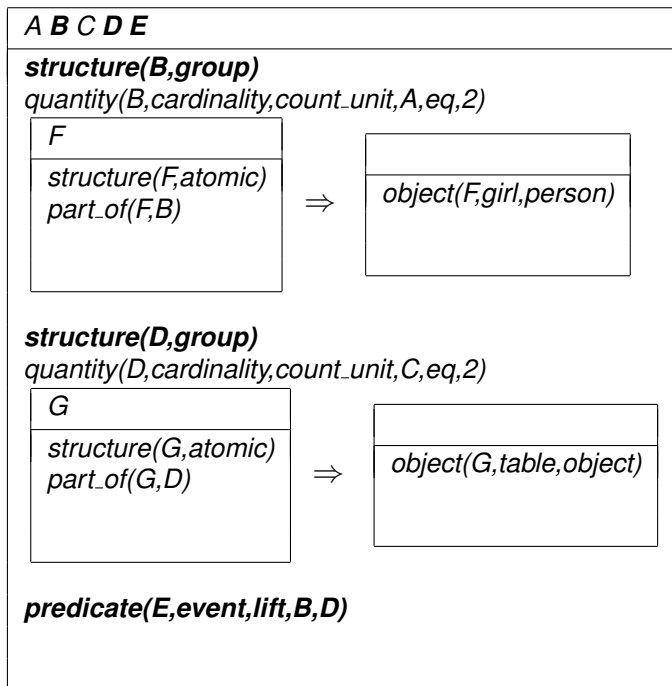 A B C D E
structure(B,group)
quantity(B,cardinality,count_unit,A,eq,2)
F
structure(F,atomic)
part_of(F,B)
⇒
object(F,girl,person)
structure(D,group)
quantity(D,cardinality,count_unit,C,eq,2)
G
structure(G,atomic)
part_of(G,D)
⇒
object(G,table,object)
predicate(E,event,lift,B,D)